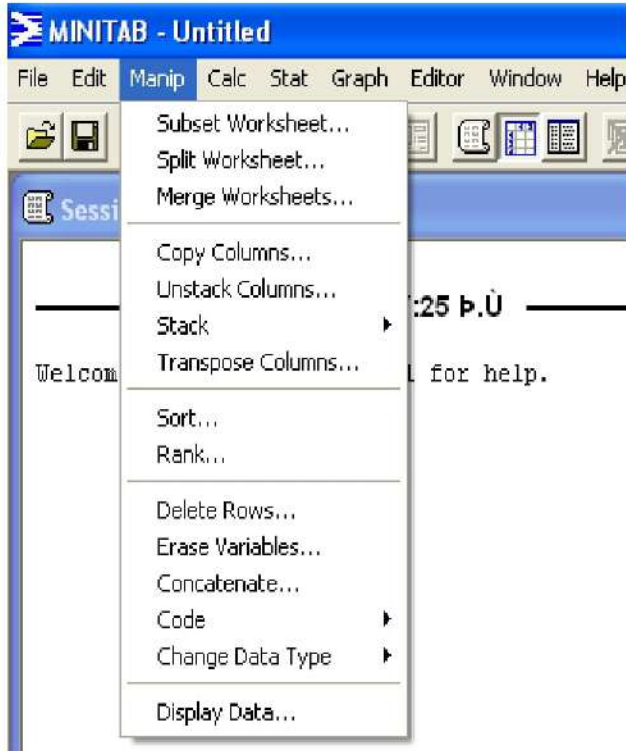 MINITAB - Untitled
File Edit Manip Calc Stat Graph Editor Window Help
Subset Worksheet...
Split Worksheet...
Merge Worksheets...
Copy Columns...
Unstack Columns...
Stack
Transpose Columns...
Sort...
Rank...
Delete Rows...
Erase Variables...
Concatenate...
Code
Change Data Type
Display Data...
Sessi
:25 Þ.Ù
Welcom for help.